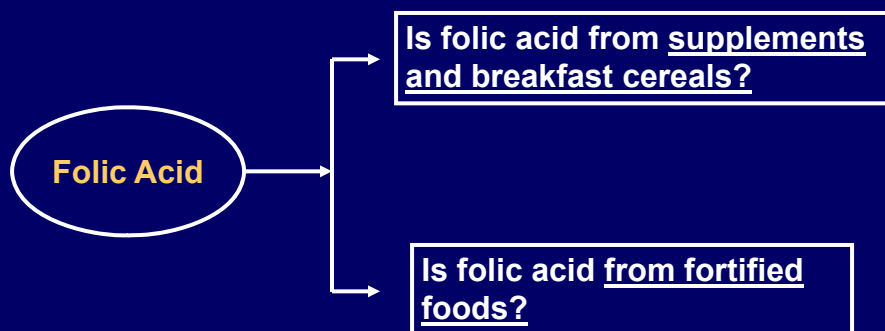 Is folic acid from supplements
and breakfast cereals?
Folic Acid
Is folic acid from fortified
foods?